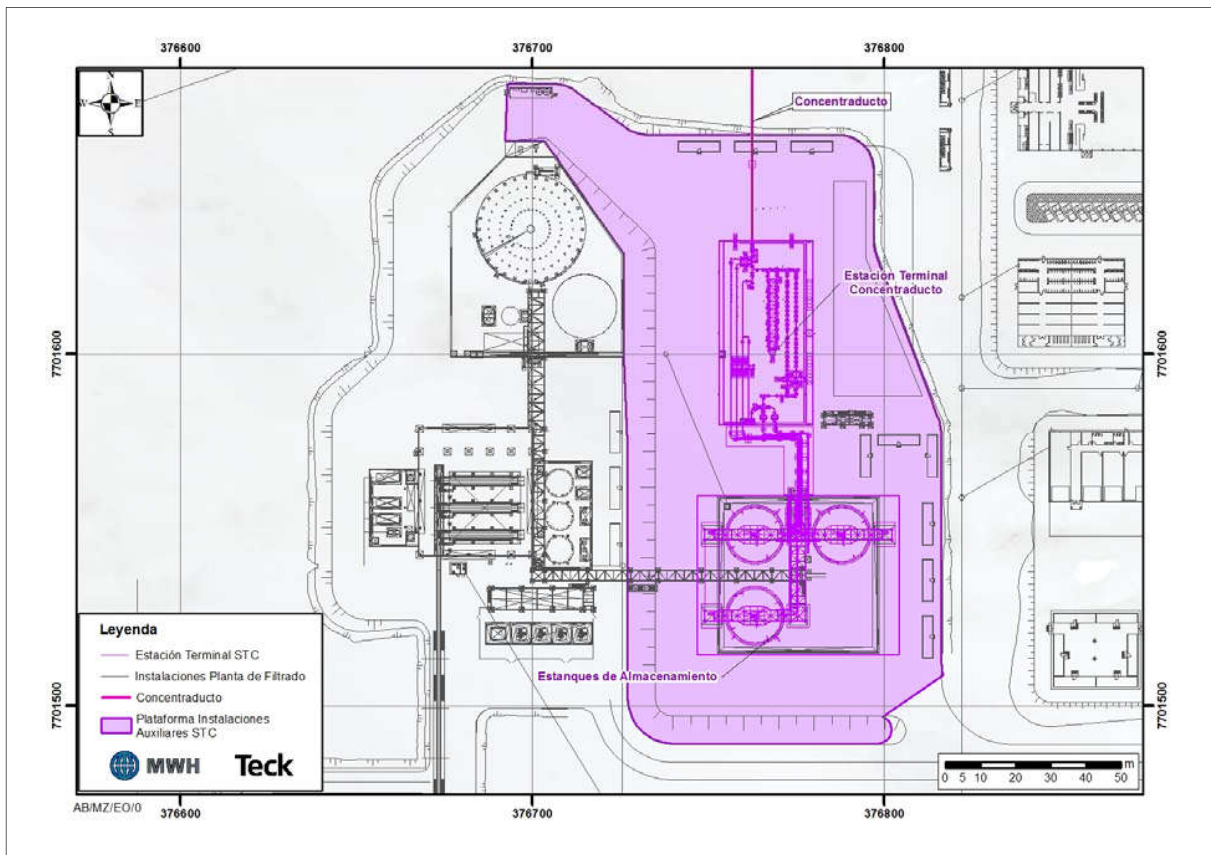 376600
376700
376800
N
W
E
S
Concentraducto
Estación Terminal
Concentraducto
7701600
7701600
Estanques de Almacenamiento
7701500
7701500
Leyenda
Estación Terminal STC
Instalaciones Planta de Filtrado
Concentraducto
Plataforma Instalaciones
Auxiliares STC
MWH
Teck
m
0 5 10 20 30 40 50
AB/MZ/EO/0
376600
376700
376800